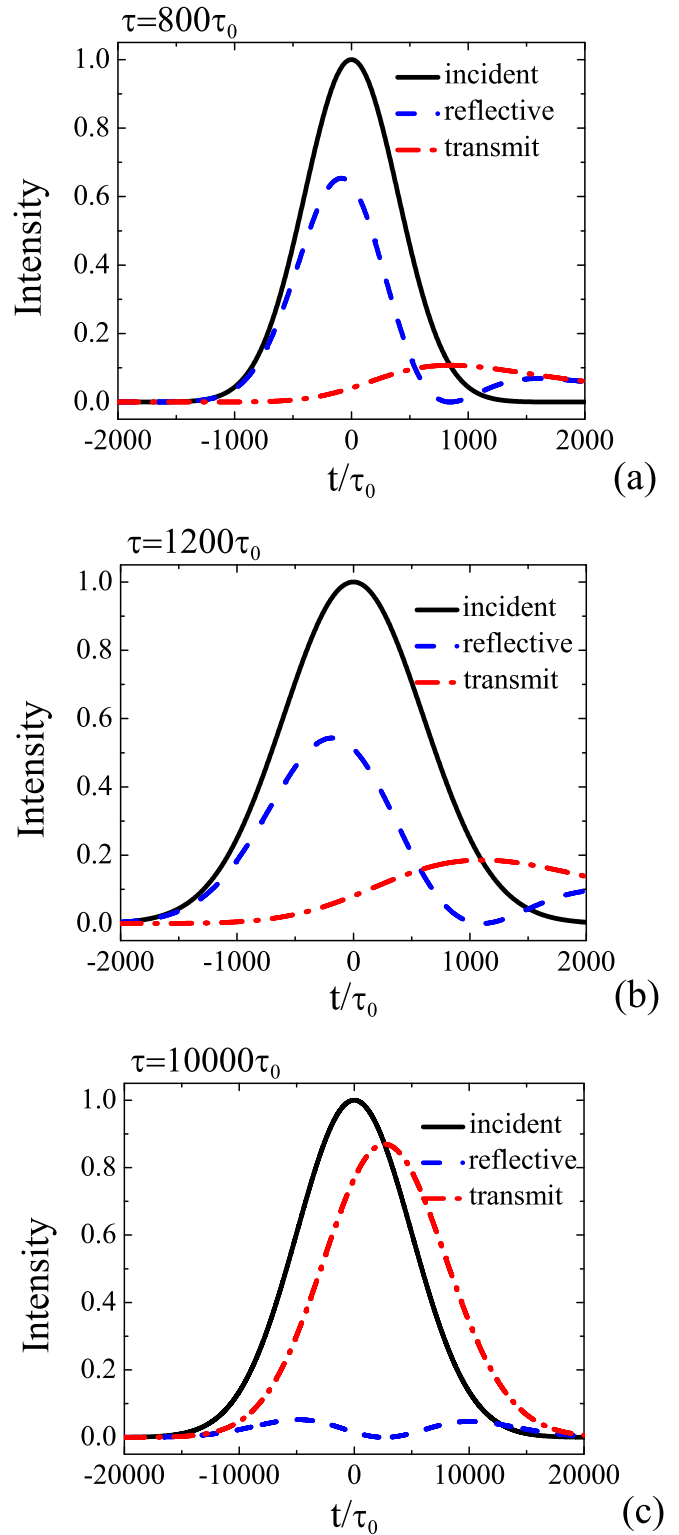 τ=800τ₀
1.0
incident
reflective
0.8
transmit
0.6
Intensity
0.4
0.2
0.0
-2000 -1000 0 1000 2000
t/τ₀
(a)
τ=1200τ₀
1.0
incident
reflective
0.8
transmit
0.6
Intensity
0.4
0.2
0.0
-2000 -1000 0 1000 2000
t/τ₀
(b)
τ=10000τ₀
1.0
incident
reflective
0.8
transmit
0.6
Intensity
0.4
0.2
0.0
-20000 -10000 0 10000 20000
t/τ₀
(c)